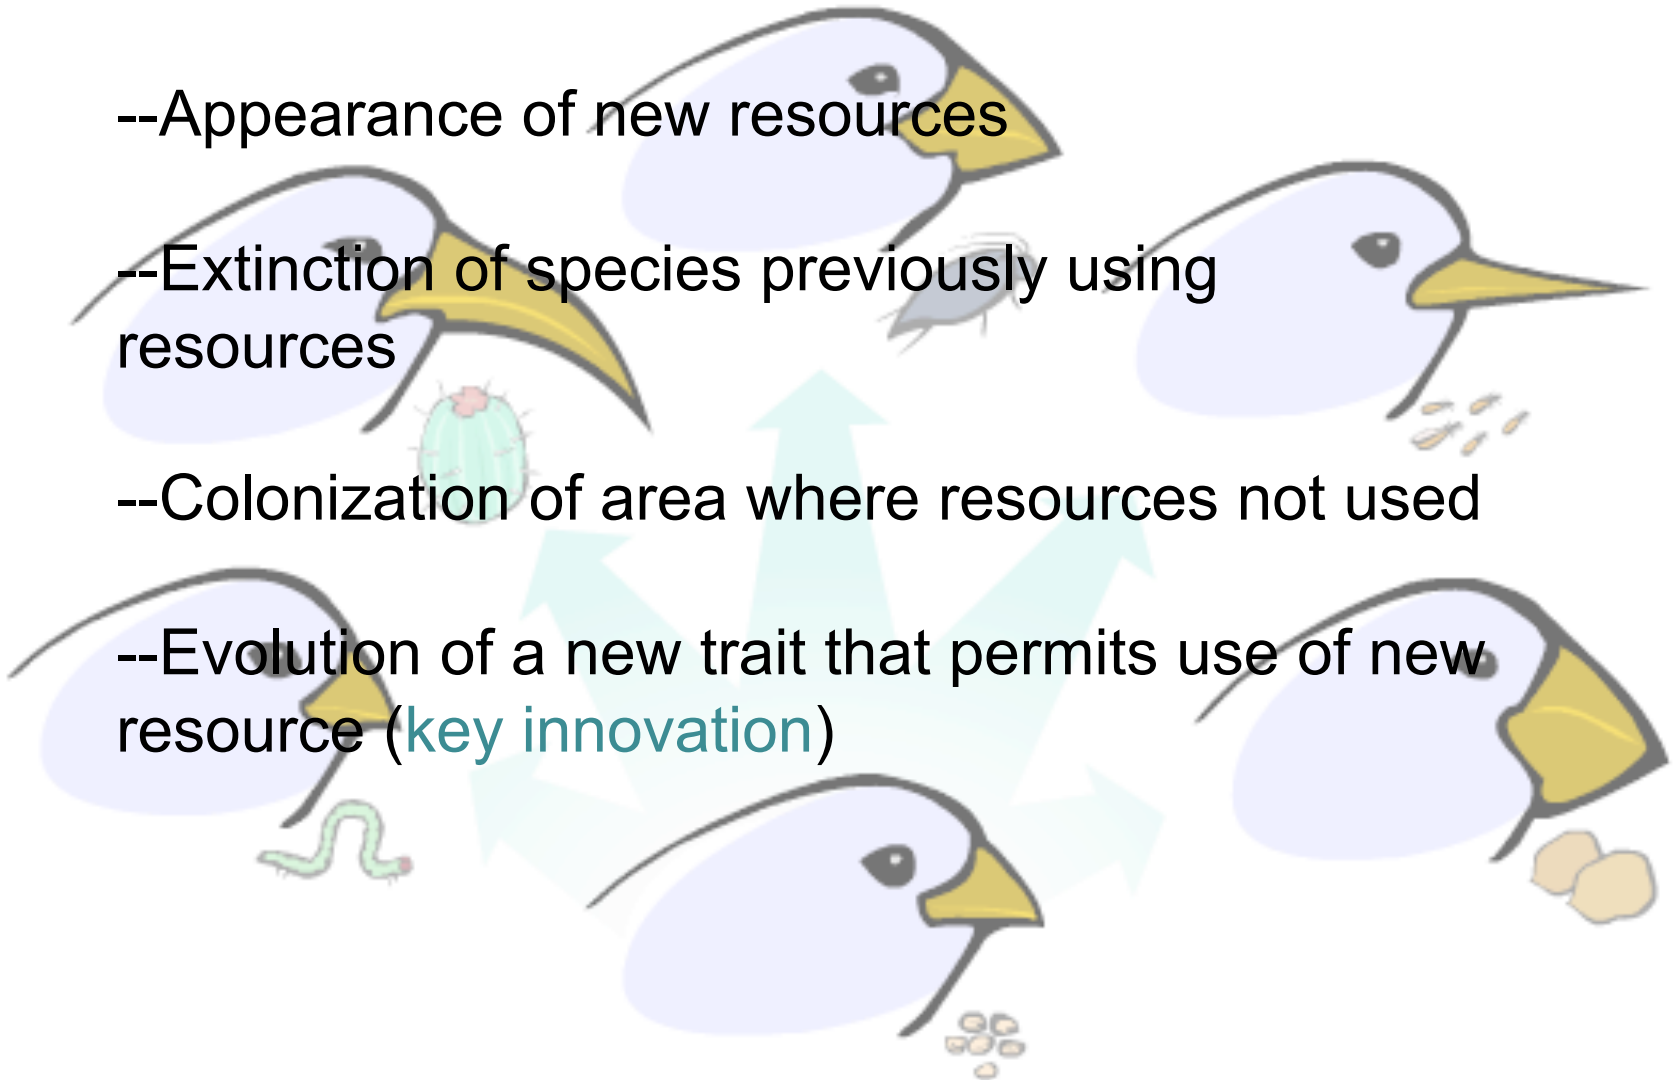 --Appearance of new resources
--Extinction of species previously using
resources
--Colonization of area where resources not used
--Evolution of a new trait that permits use of new
resource (key innovation)